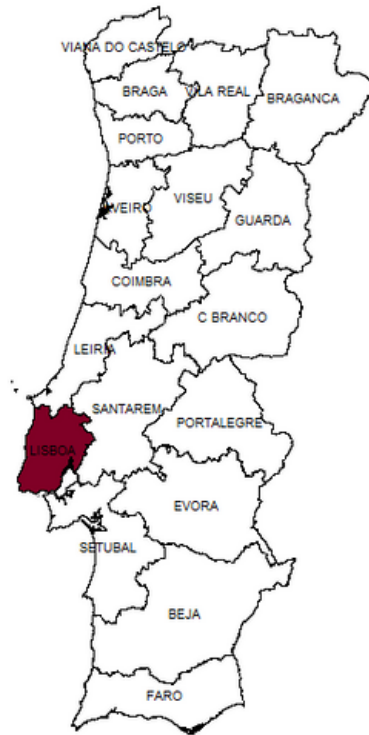 VIANA DO CASTELO
BRAGA
VILA REAL
BRAGANCA
PORTO
AVEIRO
VISEU
GUARDA
COIMBRA
C BRANCO
LEIRIA
SANTAREM
PORTALEGRE
LISBOA
EVORA
SETUBAL
BEJA
FARO